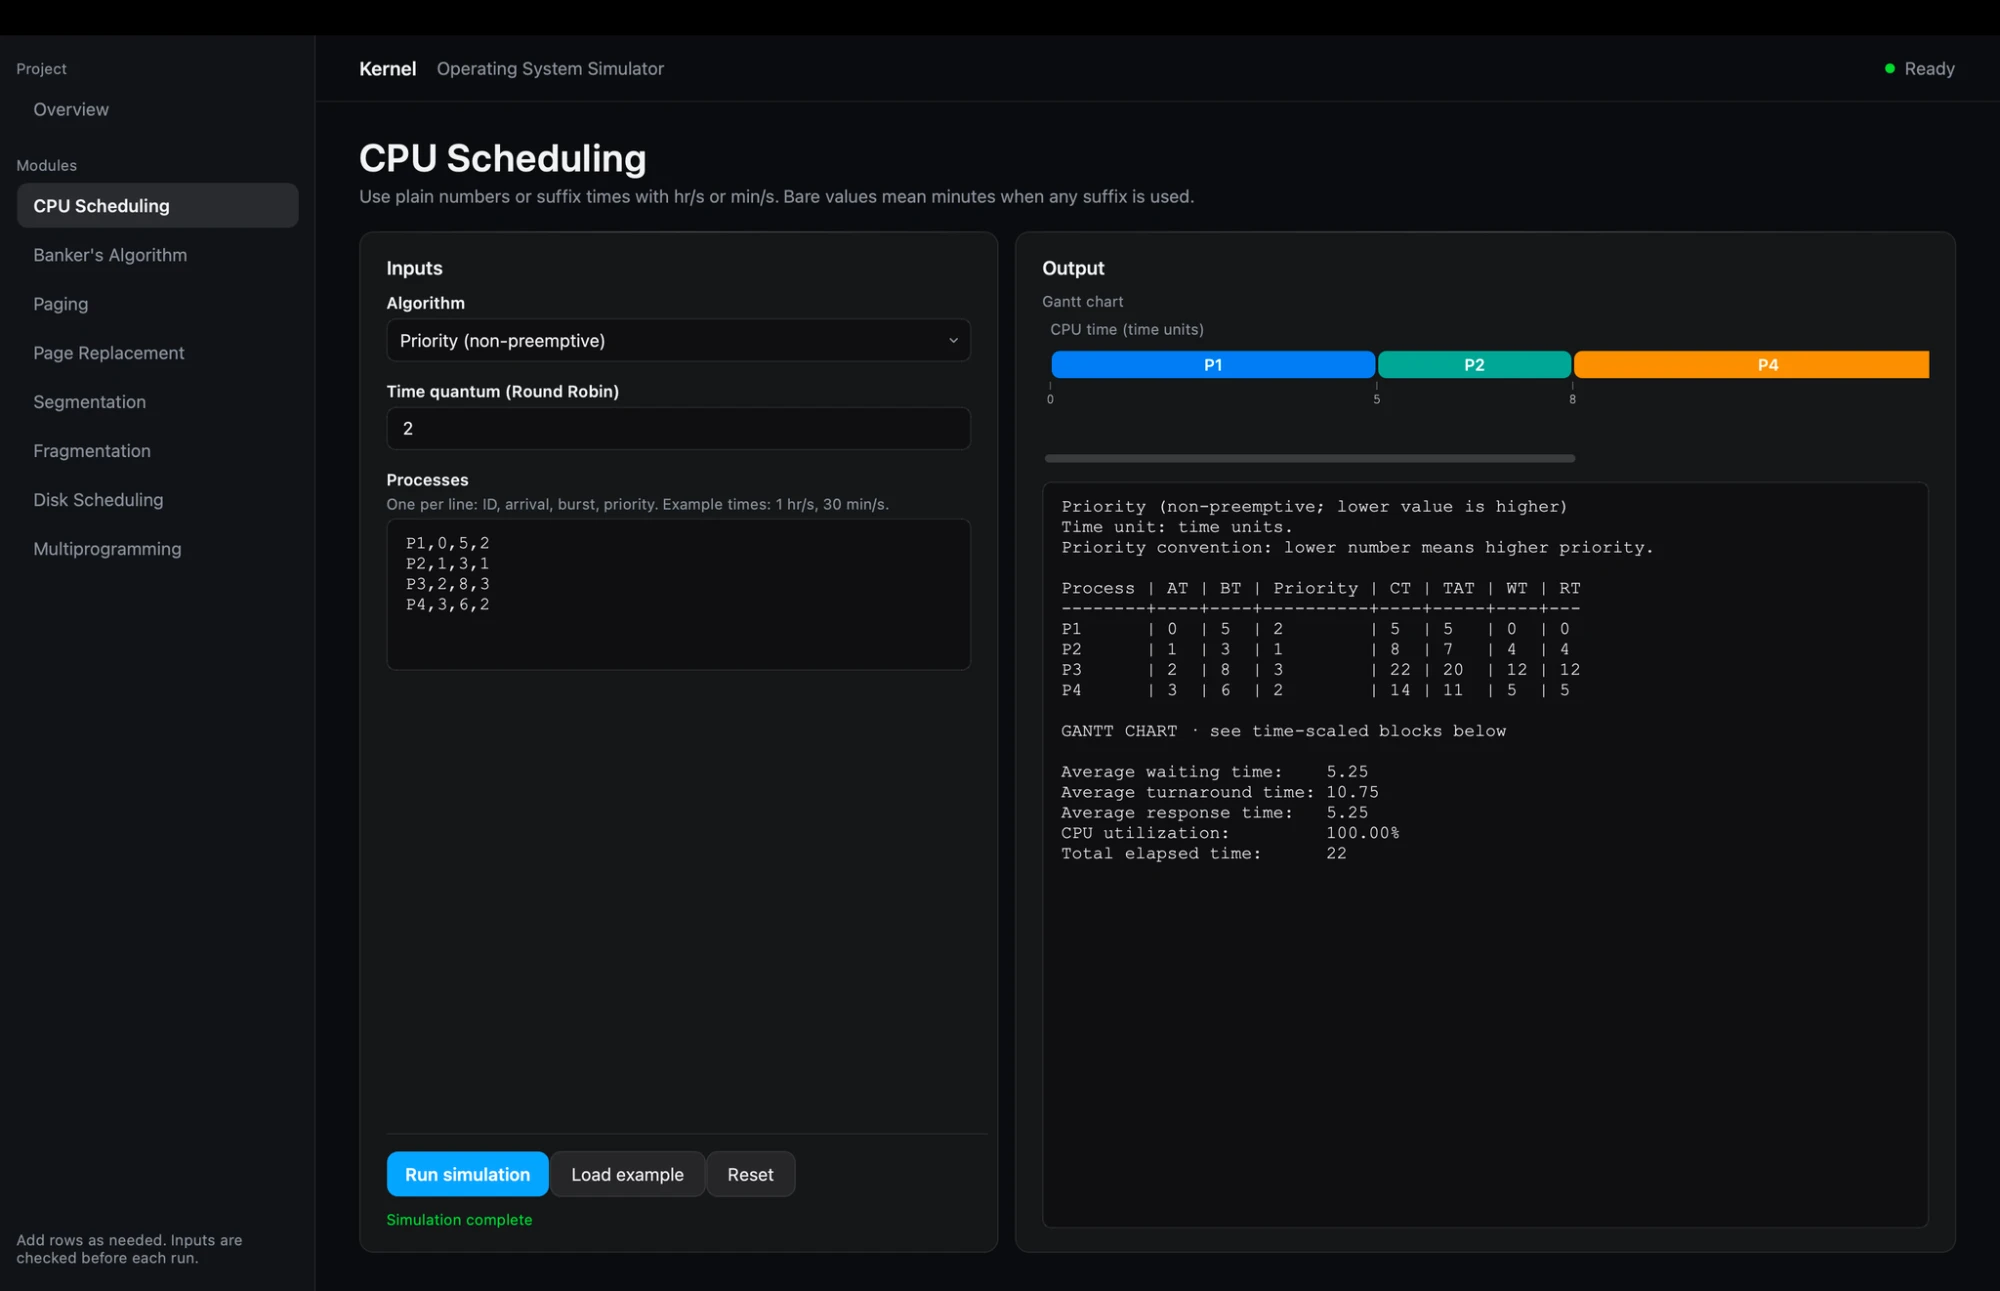 Project
Overview
Modules
CPU Scheduling
Banker's Algorithm
Paging
Page Replacement
Segmentation
Fragmentation
Disk Scheduling
Multiprogramming
Add rows as needed. Inputs are
checked before each run.
Kernel Operating System Simulator
Ready
CPU Scheduling
Use plain numbers or suffix times with hr/s or min/s. Bare values mean minutes when any suffix is used.
Inputs
Algorithm
Priority (non-preemptive)
Time quantum (Round Robin)
2
Processes
One per line: ID, arrival, burst, priority. Example times: 1 hr/s, 30 min/s.
P1,0,5,2
P2,1,3,1
P3,2,8,3
P4,3,6,2
Run simulation Load example Reset
Simulation complete
Output
Gantt chart
CPU time (time units)
P1 P2 P4
0 5 8
Priority (non-preemptive; lower value is higher)
Time unit: time units.
Priority convention: lower number means higher priority.
Process | AT | BT | Priority | CT | TAT | WT | RT
--------+----+----+----------+----+-----+----+---
P1      | 0  | 5  | 2        | 5  | 5   | 0  | 0
P2      | 1  | 3  | 1        | 8  | 7   | 4  | 4
P3      | 2  | 8  | 3        | 22 | 20  | 12 | 12
P4      | 3  | 6  | 2        | 14 | 11  | 5  | 5
GANTT CHART · see time-scaled blocks below
Average waiting time:    5.25
Average turnaround time: 10.75
Average response time:   5.25
CPU utilization:         100.00%
Total elapsed time:      22